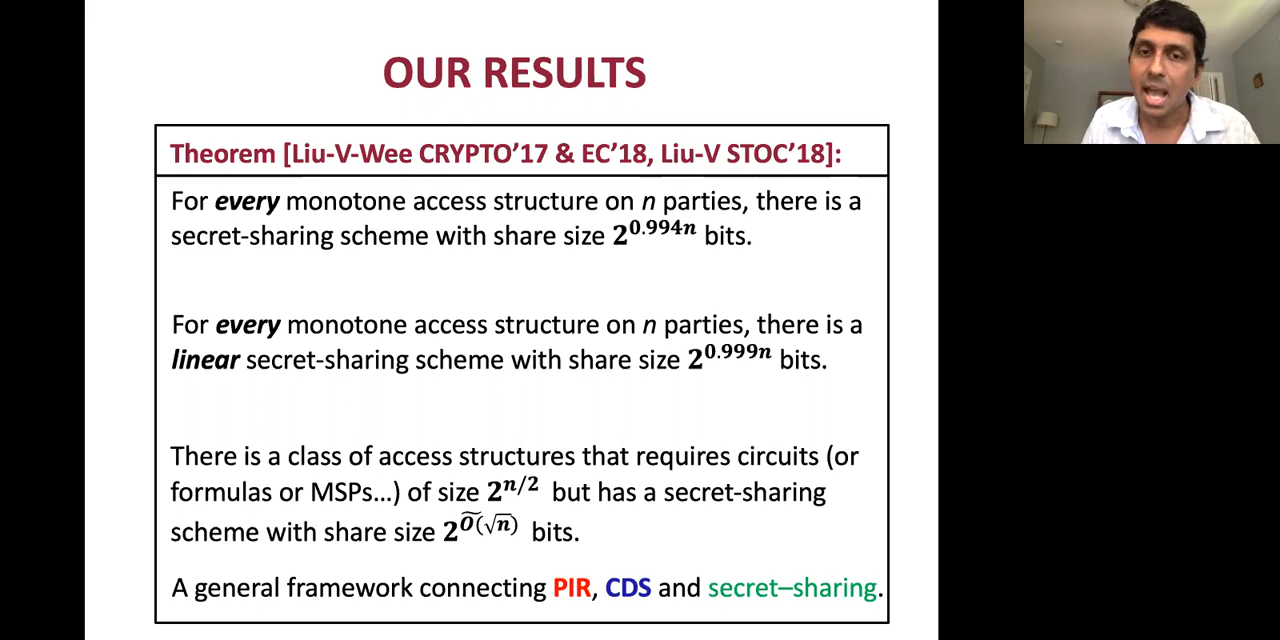 OUR RESULTS
Theorem [Liu-V-Wee CRYPTO’17 & EC’18, Liu-V STOC’18]:
For every monotone access structure on n parties, there is a
secret-sharing scheme with share size 2^{0.994n} bits.
For every monotone access structure on n parties, there is a
linear secret-sharing scheme with share size 2^{0.999n} bits.
There is a class of access structures that requires circuits (or
formulas or MSPs...) of size 2^{n/2} but has a secret-sharing
scheme with share size 2^{Õ(√n)} bits.
A general framework connecting PIR, CDS and secret–sharing.